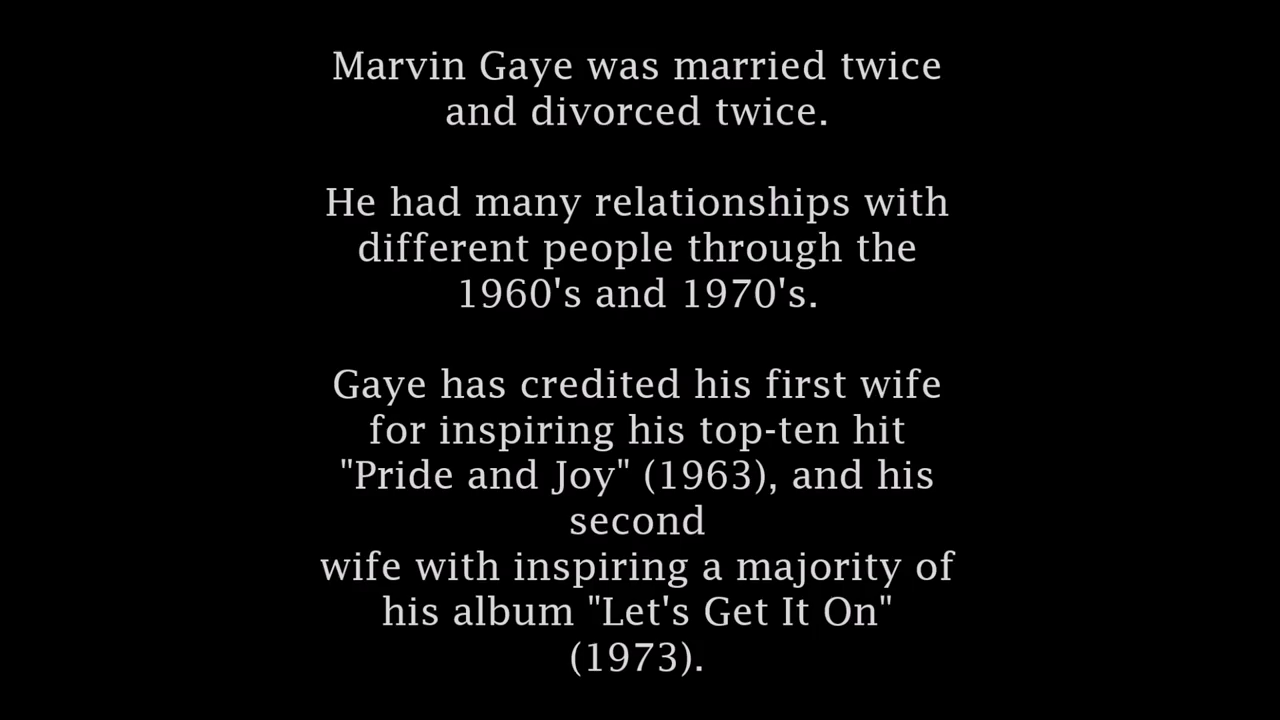 Marvin Gaye was married twice
and divorced twice.
He had many relationships with
different people through the
1960's and 1970's.
Gaye has credited his first wife
for inspiring his top-ten hit
"Pride and Joy" (1963), and his
second
wife with inspiring a majority of
his album "Let's Get It On"
(1973).